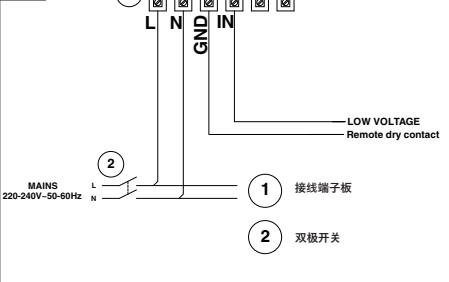 L N GND IN
LOW VOLTAGE
Remote dry contact
2
MAINS
220-240V~50-60Hz
L
N
1 接线端子板
2 双极开关